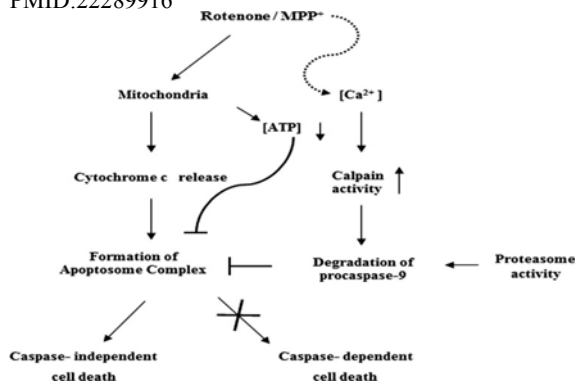 PMID:22289916
Rotenone / MPP⁺
Mitochondria
[Ca²⁺ ]
[ATP]
Cytochrome c release
Calpain
activity
Formation of
Apoptosome Complex
Degradation of
procaspase-9
Proteasome
activity
Caspase- independent
cell death
Caspase- dependent
cell death